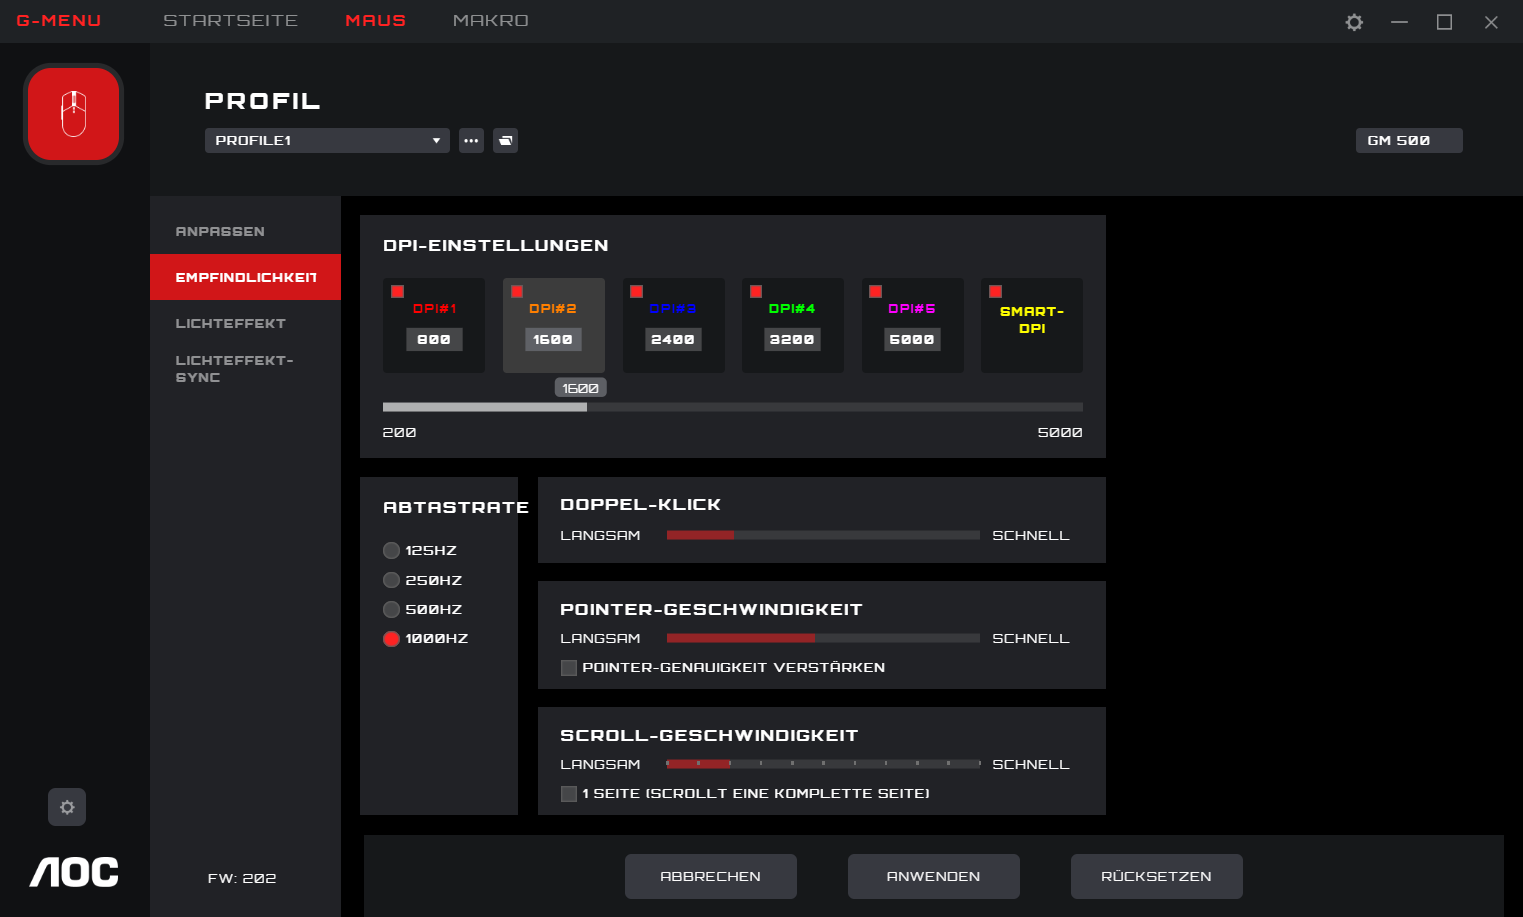 G-MENU STARTSEITE MAUS MAKRO
PROFIL
PROFILE1
GM 500
ANPASSEN
EMPFINDLICHKEIT
LICHTEFFEKT
LICHTEFFEKT-
SYNC
DPI-EINSTELLUNGEN
DPI#1 DPI#2 DPI#3 DPI#4 DPI#5 SMART-
DPI
800 1600 2400 3200 5000
1600
200 5000
ABTASTRATE
125HZ
250HZ
500HZ
1000HZ
DOPPEL-KLICK
LANGSAM SCHNELL
POINTER-GESCHWINDIGKEIT
LANGSAM SCHNELL
POINTER-GENAUIGKEIT VERSTÄRKEN
SCROLL-GESCHWINDIGKEIT
LANGSAM SCHNELL
1 SEITE (SCROLLT EINE KOMPLETTE SEITE)
AOC
FW: 202
ABBRECHEN ANWENDEN RÜCKSETZEN